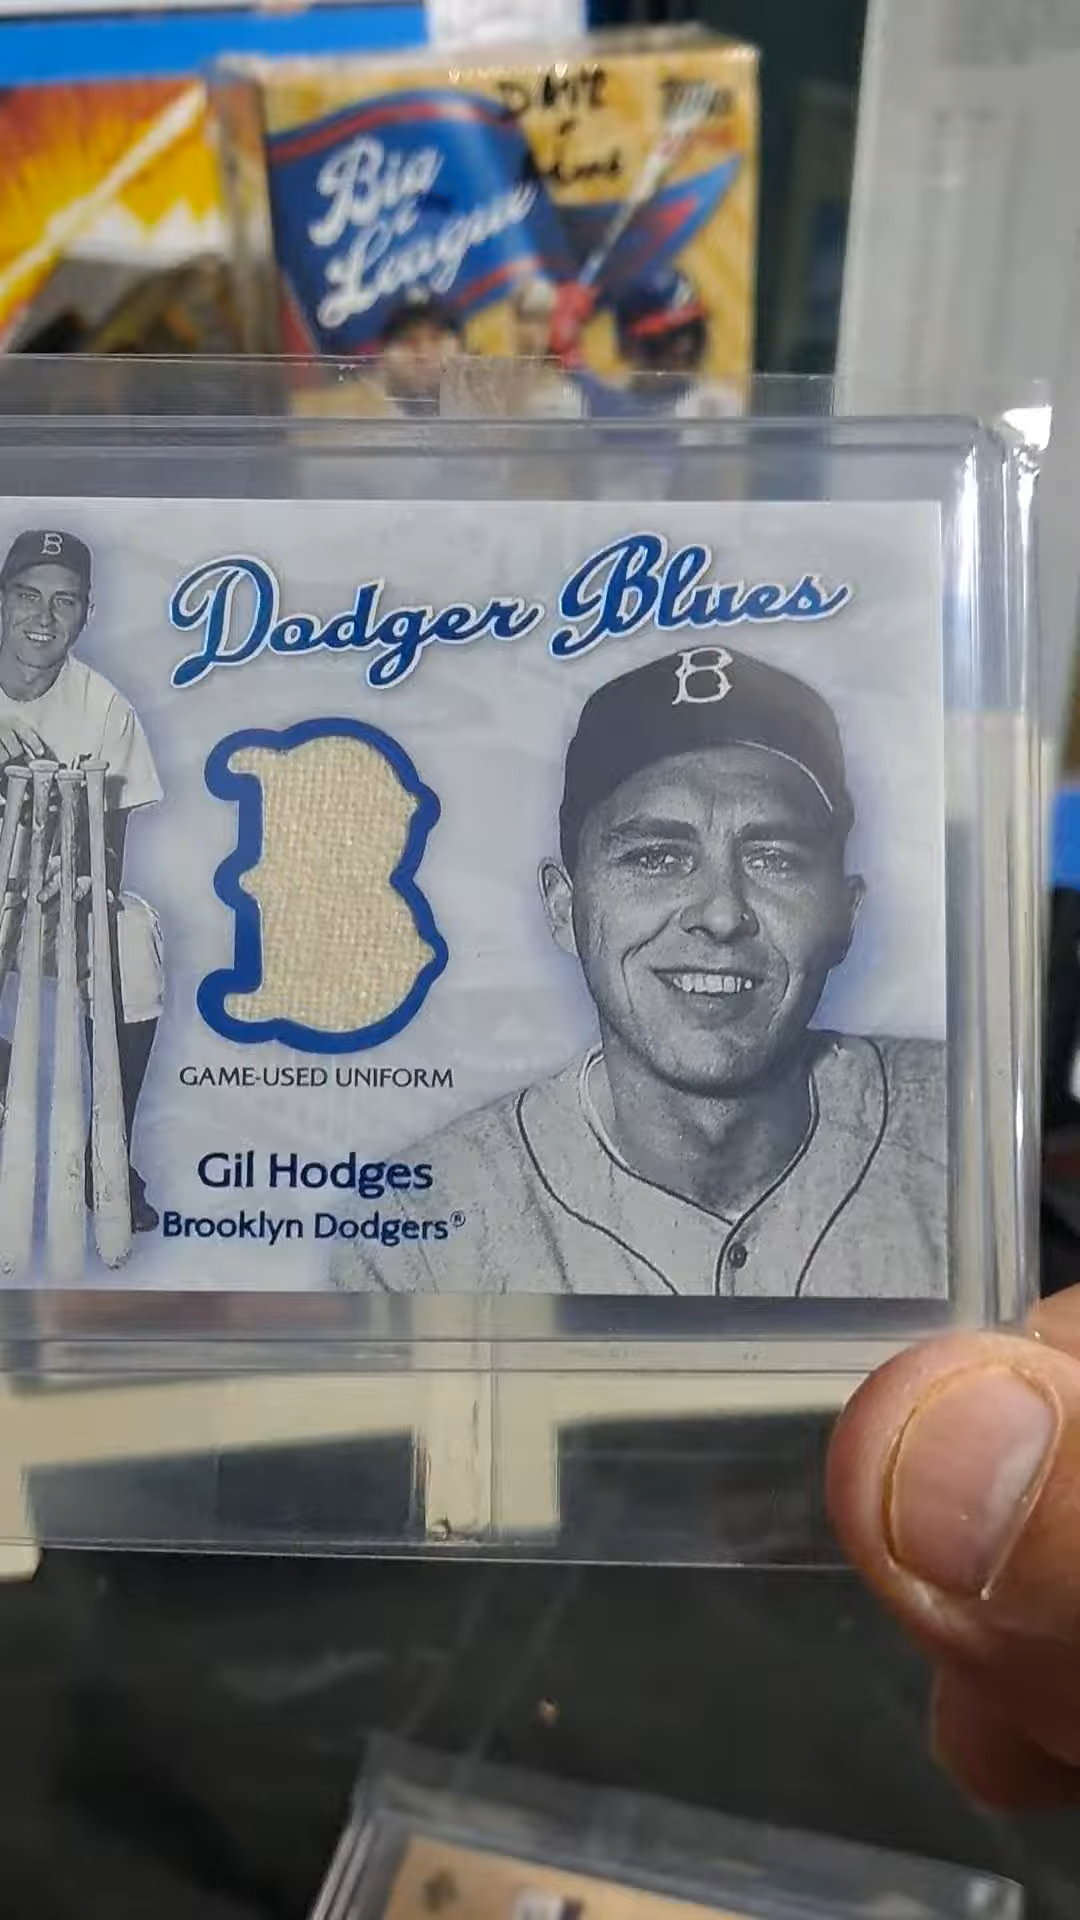 Big
League
B
Dodger Blues
B
GAME-USED UNIFORM
Gil Hodges
Brooklyn Dodgers®